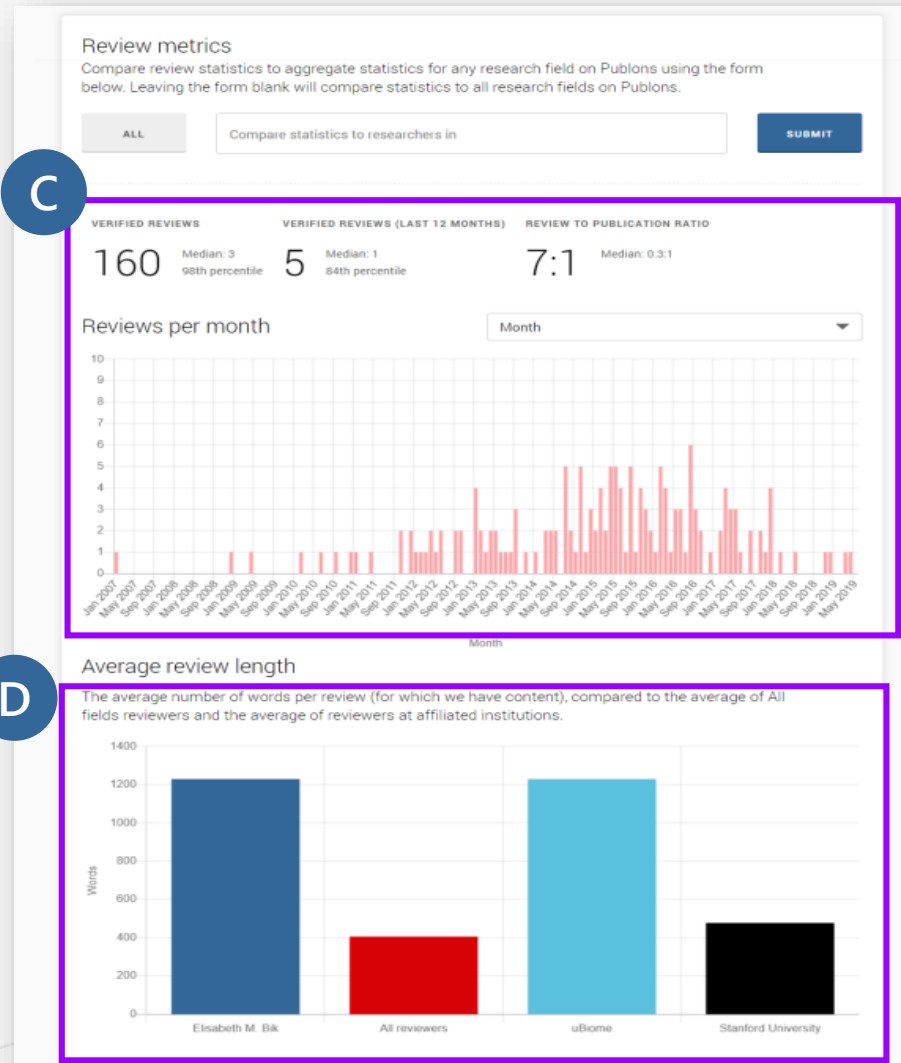 Review metrics
Compare review statistics to aggregate statistics for any research field on Publons using the form
below. Leaving the form blank will compare statistics to all research fields on Publons.
ALL
Compare statistics to researchers in
SUBMIT
C
VERIFIED REVIEWS
160
Median: 3
98th percentile
VERIFIED REVIEWS (LAST 12 MONTHS)
5
Median: 1
84th percentile
REVIEW TO PUBLICATION RATIO
7:1
Median: 0.3:1
Reviews per month
Month
10
9
8
7
6
5
4
3
2
1
0
Jan 2007
May 2007
Sep 2007
Jan 2008
May 2008
Sep 2008
Jan 2009
May 2009
Sep 2009
Jan 2010
May 2010
Sep 2010
Jan 2011
May 2011
Sep 2011
Jan 2012
May 2012
Sep 2012
Jan 2013
May 2013
Sep 2013
Jan 2014
May 2014
Sep 2014
Jan 2015
May 2015
Sep 2015
Jan 2016
May 2016
Sep 2016
Jan 2017
May 2017
Sep 2017
Jan 2018
May 2018
Sep 2018
Jan 2019
May 2019
Month
Average review length
D
The average number of words per review (for which we have content), compared to the average of All
fields reviewers and the average of reviewers at affiliated institutions.
1400
1200
1000
800
600
400
200
0
Words
Elisabeth M. Bik
All reviewers
uBiome
Stanford University